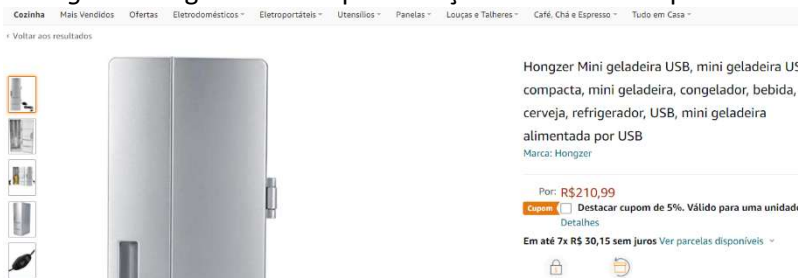 Cozinha Mais Vendidos Ofertas Eletrodomésticos Eletroportáteis Utensílios Panelas Louças e Talheres Café, Chá e Espresso Tudo em Casa
‹ Voltar aos resultados
Hongzer Mini geladeira USB, mini geladeira US
compacta, mini geladeira, congelador, bebida,
cerveja, refrigerador, USB, mini geladeira
alimentada por USB
Marca: Hongzer
Por: R$210,99
Cupom Destacar cupom de 5%. Válido para uma unidade
Detalhes
Em até 7x R$ 30,15 sem juros Ver parcelas disponíveis